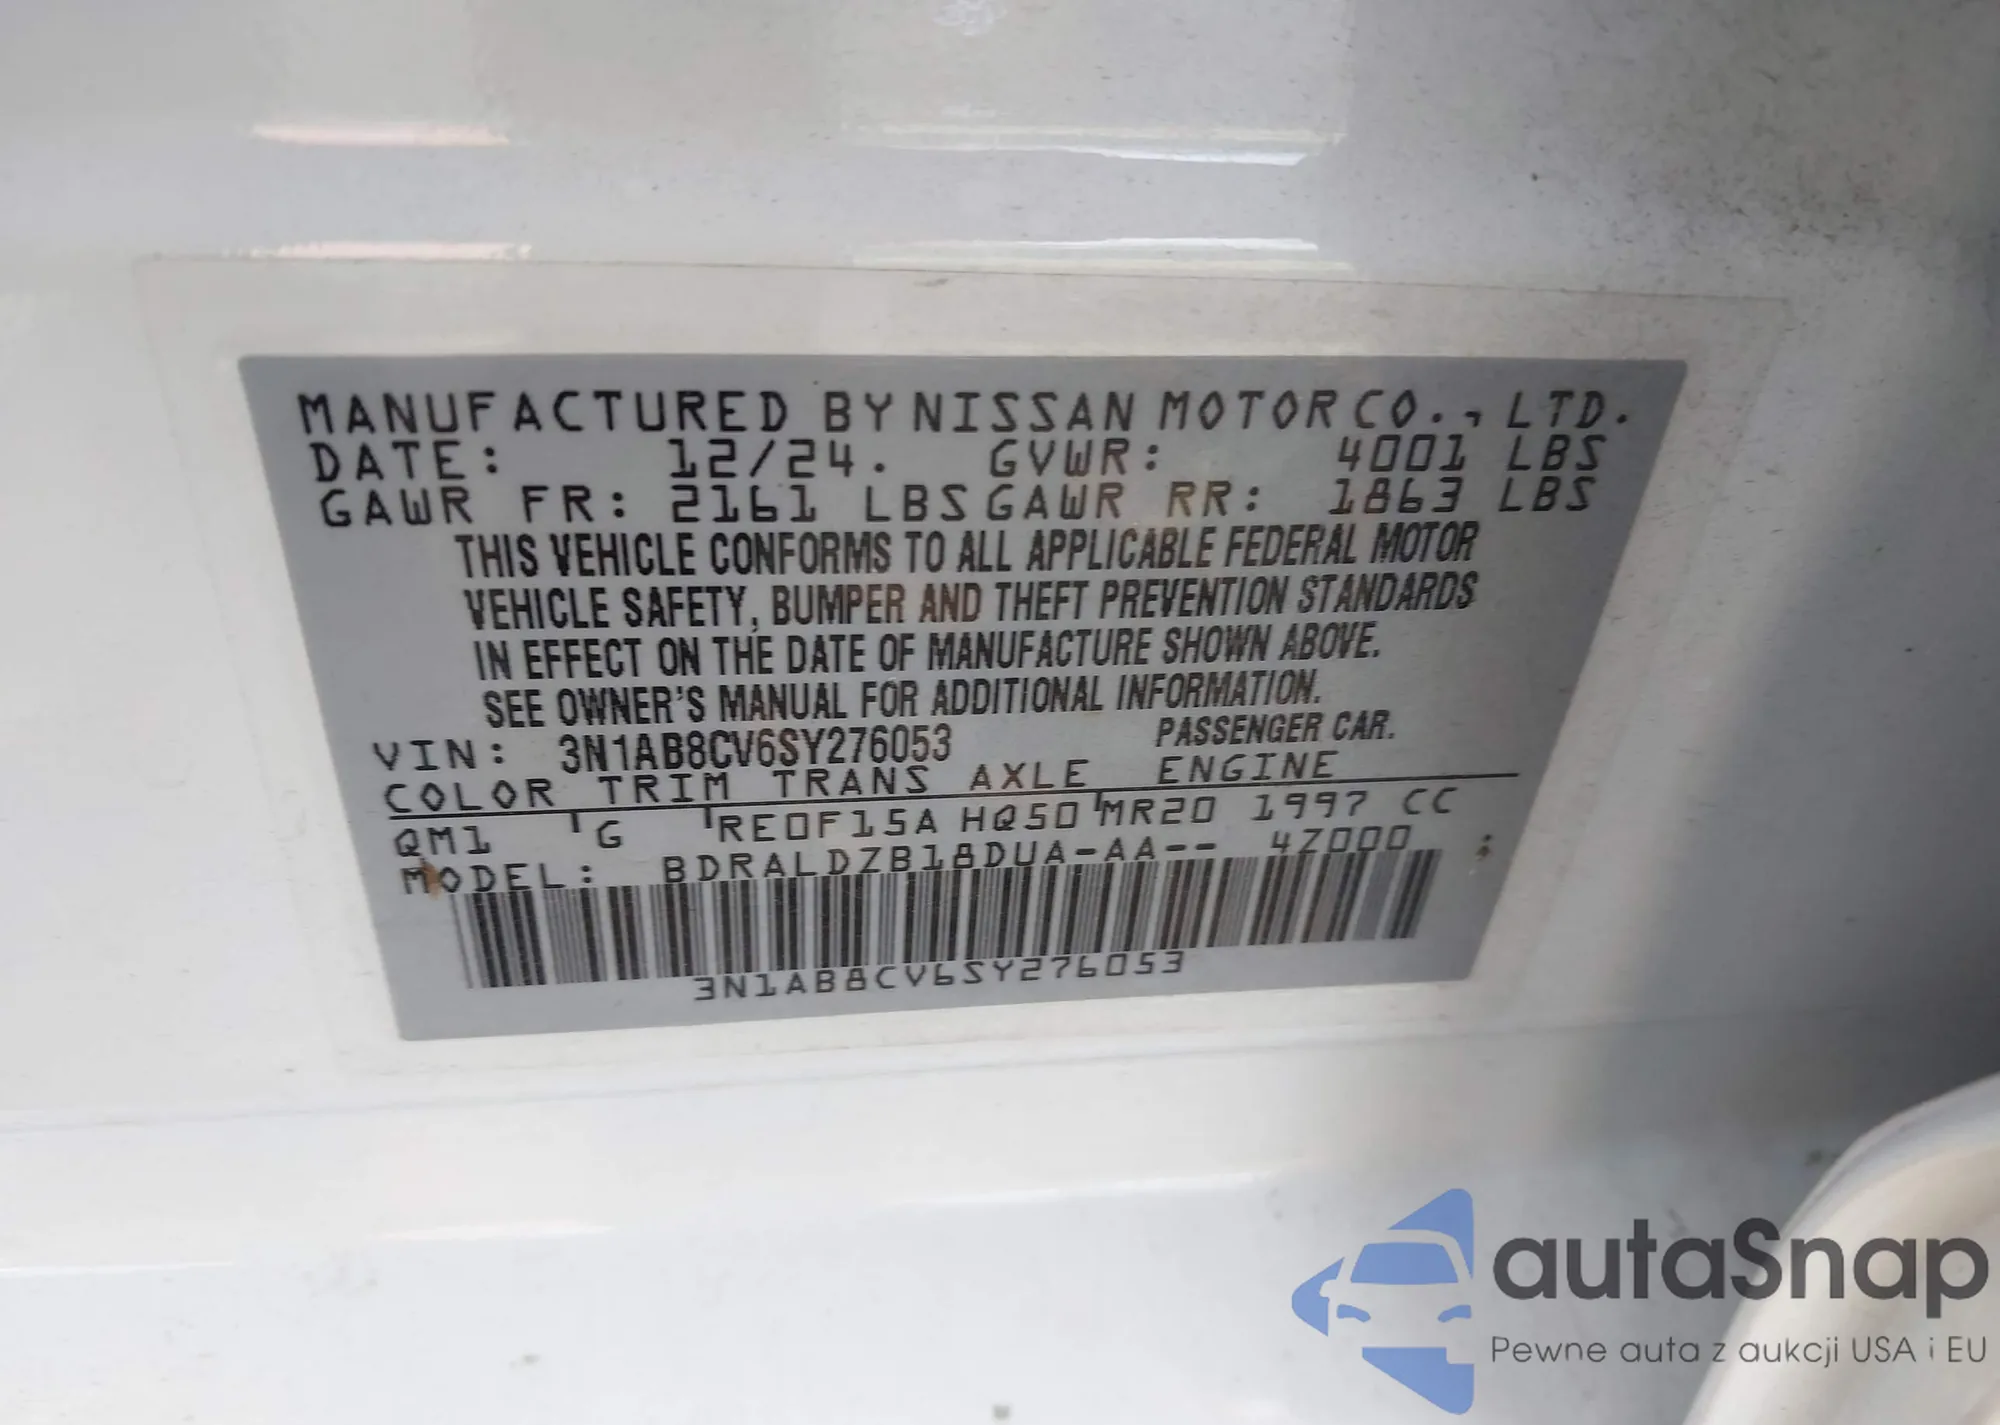 MANUFACTURED BY NISSAN MOTOR CO., LTD.
DATE: 12/24. GVWR: 4001 LBS
GAWR FR: 2161 LBS GAWR RR: 1863 LBS
THIS VEHICLE CONFORMS TO ALL APPLICABLE FEDERAL MOTOR
VEHICLE SAFETY, BUMPER AND THEFT PREVENTION STANDARDS
IN EFFECT ON THE DATE OF MANUFACTURE SHOWN ABOVE.
SEE OWNER'S MANUAL FOR ADDITIONAL INFORMATION.
VIN: 3N1AB8CV6SY276053 PASSENGER CAR.
COLOR TRIM TRANS AXLE ENGINE
QM1 G RE0F15A HQ50 MR20 1997 CC
MODEL: BDRALDZB18DUA-AA-- 4Z000 :
3N1AB8CV6SY276053
autaSnap
Pewne auta z aukcji USA i EU